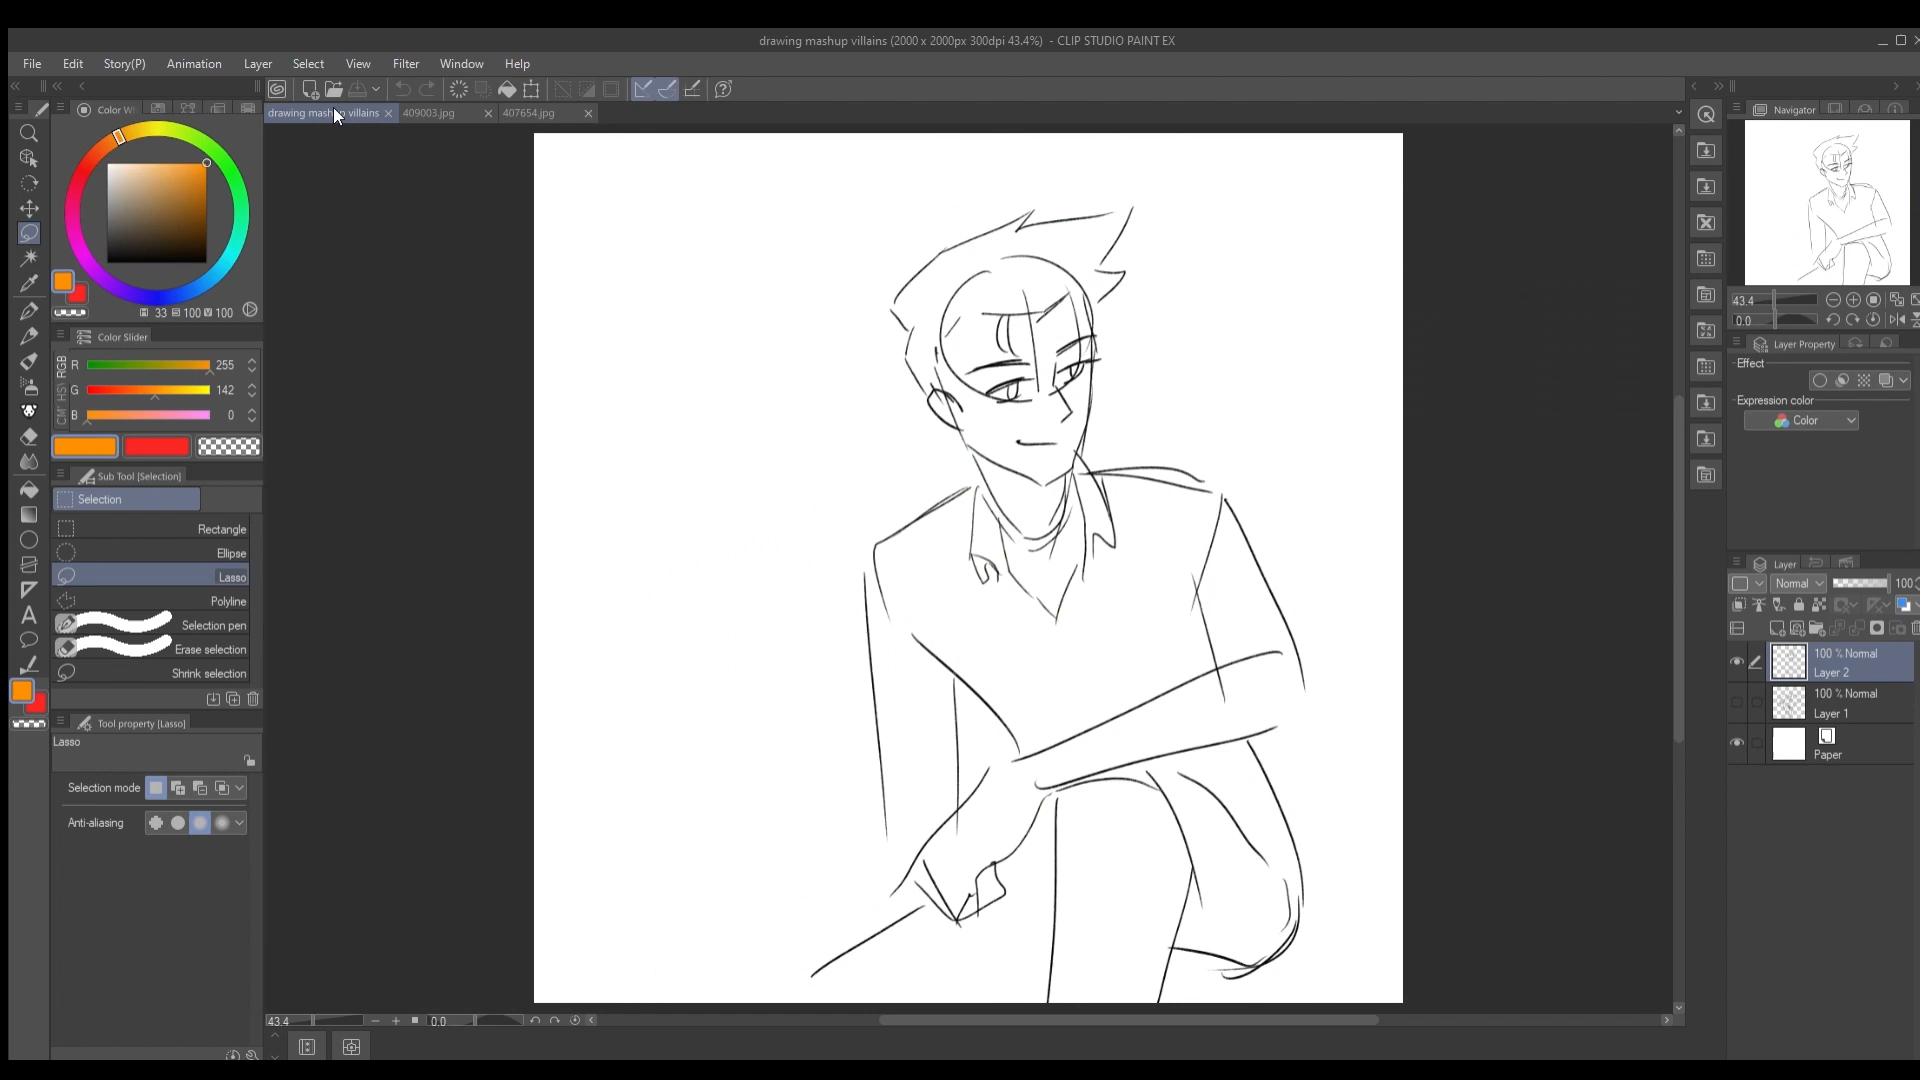 drawing mashup villains (2000 x 2000px 300dpi 43.4%) - CLIP STUDIO PAINT EX
File Edit Story(P) Animation Layer Select View Filter Window Help
drawing mashup villains 409003.jpg 407654.jpg
Navigator
43.4
0.0
Layer Property
Effect
Expression color
Color
Layer
Normal 100
100 % Normal
Layer 2
100 % Normal
Layer 1
Paper
33 100 100
Color Slider
RGB
R 255
G 142
B 0
Sub Tool [Selection]
Selection
Rectangle
Ellipse
Lasso
Polyline
Selection pen
Erase selection
Shrink selection
Tool property [Lasso]
Lasso
Selection mode
Anti-aliasing
43.4 0.0